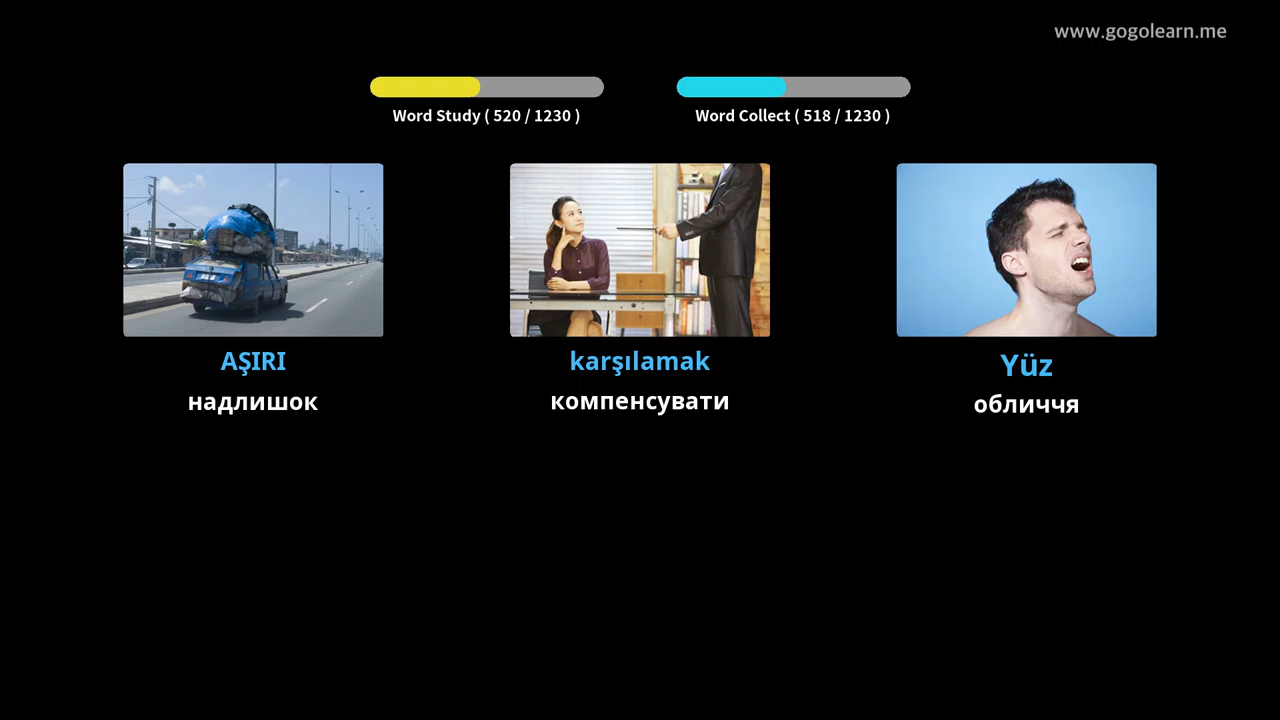 www.gogolearn.me
Word Study ( 520 / 1230 )
Word Collect ( 518 / 1230 )
AŞIRI
karşılamak
Yüz
надлишок
компенсувати
обличчя